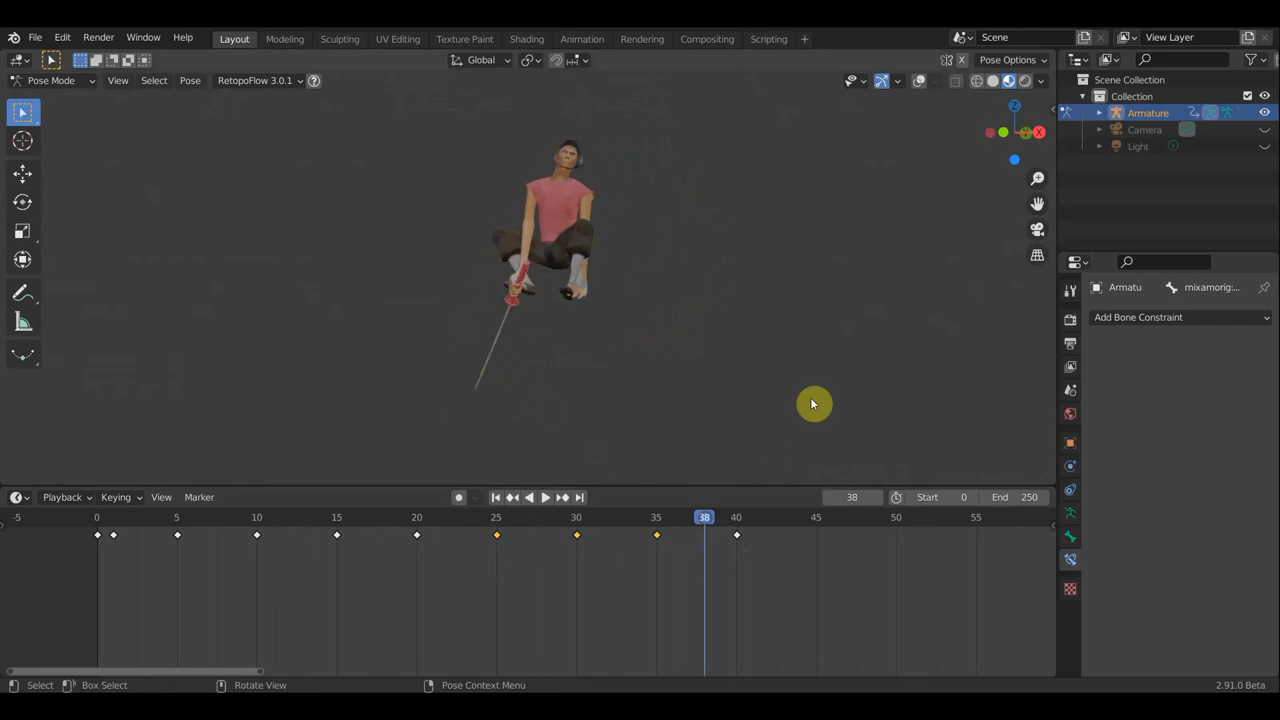 File Edit Render Window Help Layout Modeling Sculpting UV Editing Texture Paint Shading Animation Rendering Compositing Scripting + Scene View Layer
Global Pose Options X
Pose Mode View Select Pose RetopoFlow 3.0.1 ?
Scene Collection
Collection
Armature
Camera
Light
Z
X
Armatu mixamorig:...
Add Bone Constraint
Playback Keying View Marker 38 Start 0 End 250
-5 0 5 10 15 20 25 30 35 38 40 45 50 55
Select Box Select Rotate View Pose Context Menu 2.91.0 Beta